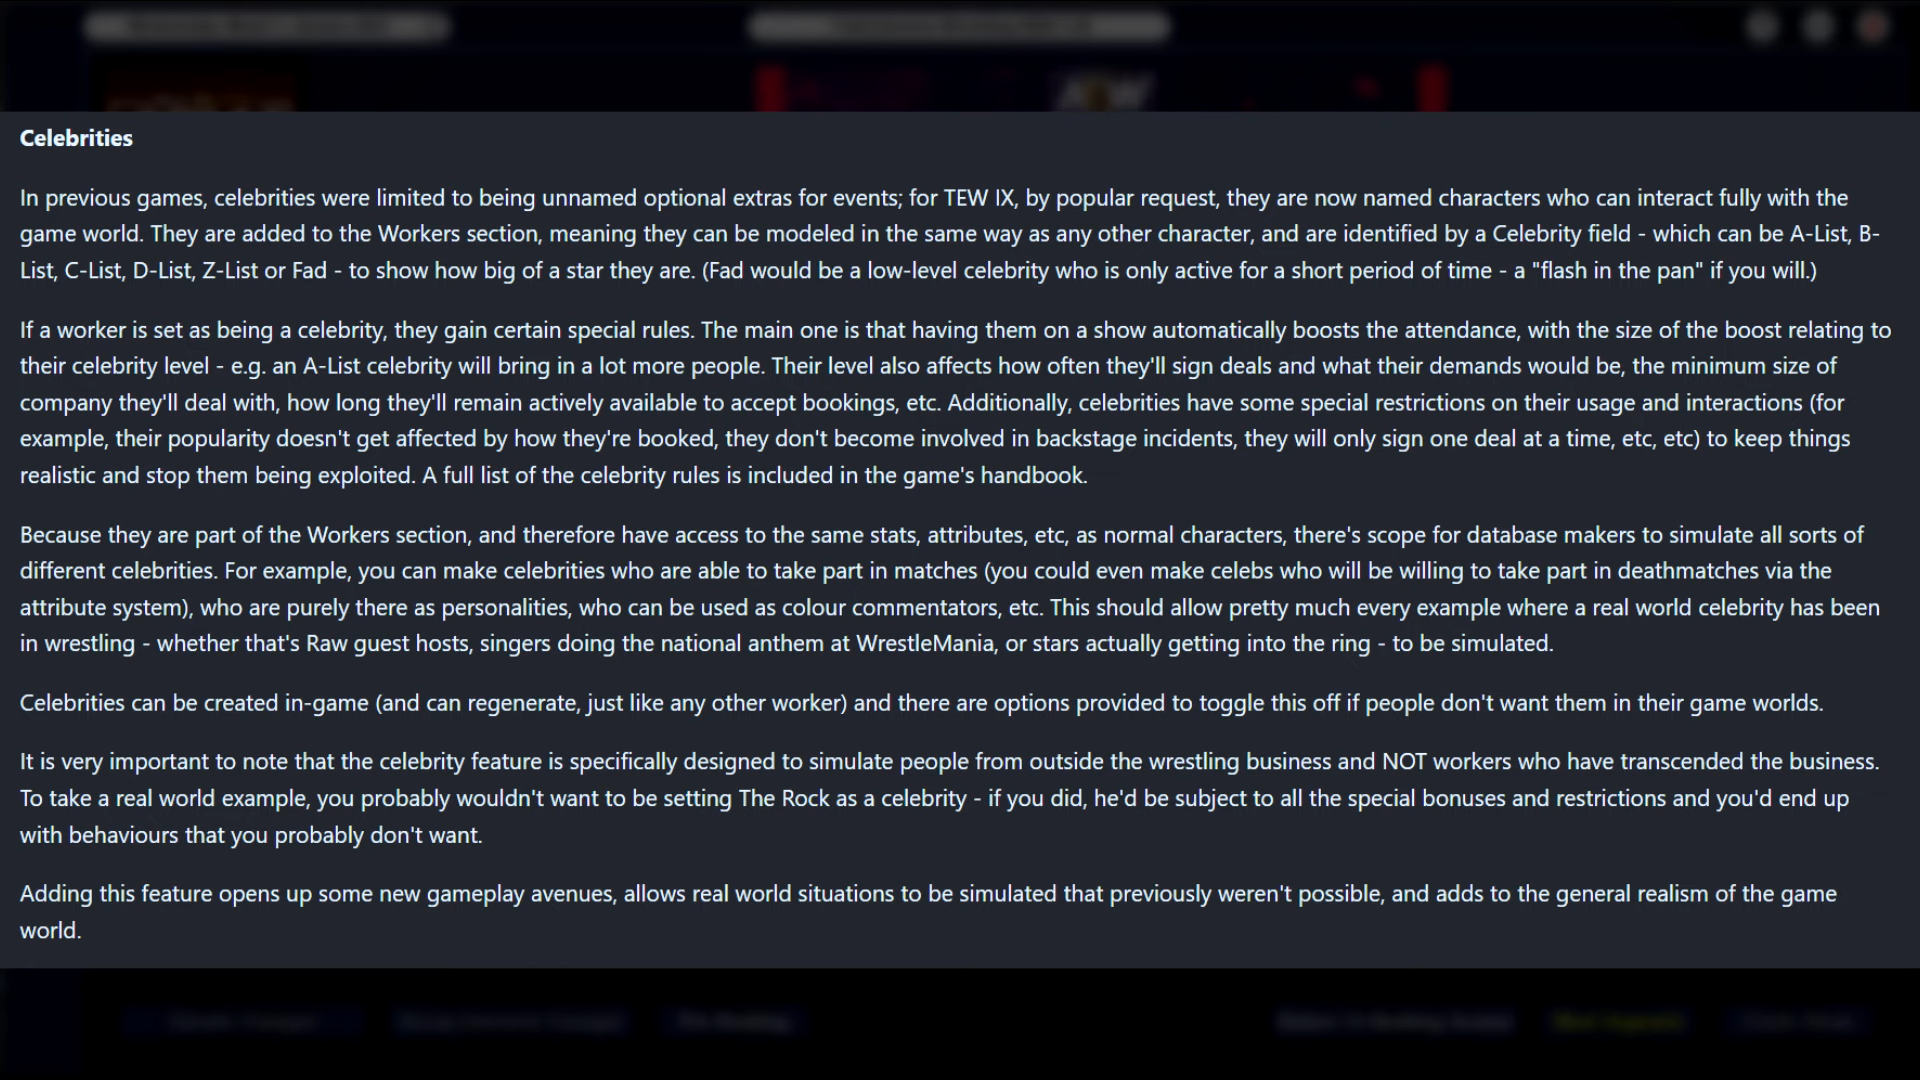 Celebrities
In previous games, celebrities were limited to being unnamed optional extras for events; for TEW IX, by popular request, they are now named characters who can interact fully with the
game world. They are added to the Workers section, meaning they can be modeled in the same way as any other character, and are identified by a Celebrity field - which can be A-List, B-
List, C-List, D-List, Z-List or Fad - to show how big of a star they are. (Fad would be a low-level celebrity who is only active for a short period of time - a "flash in the pan" if you will.)
If a worker is set as being a celebrity, they gain certain special rules. The main one is that having them on a show automatically boosts the attendance, with the size of the boost relating to
their celebrity level - e.g. an A-List celebrity will bring in a lot more people. Their level also affects how often they'll sign deals and what their demands would be, the minimum size of
company they'll deal with, how long they'll remain actively available to accept bookings, etc. Additionally, celebrities have some special restrictions on their usage and interactions (for
example, their popularity doesn't get affected by how they're booked, they don't become involved in backstage incidents, they will only sign one deal at a time, etc, etc) to keep things
realistic and stop them being exploited. A full list of the celebrity rules is included in the game's handbook.
Because they are part of the Workers section, and therefore have access to the same stats, attributes, etc, as normal characters, there's scope for database makers to simulate all sorts of
different celebrities. For example, you can make celebrities who are able to take part in matches (you could even make celebs who will be willing to take part in deathmatches via the
attribute system), who are purely there as personalities, who can be used as colour commentators, etc. This should allow pretty much every example where a real world celebrity has been
in wrestling - whether that's Raw guest hosts, singers doing the national anthem at WrestleMania, or stars actually getting into the ring - to be simulated.
Celebrities can be created in-game (and can regenerate, just like any other worker) and there are options provided to toggle this off if people don't want them in their game worlds.
It is very important to note that the celebrity feature is specifically designed to simulate people from outside the wrestling business and NOT workers who have transcended the business.
To take a real world example, you probably wouldn't want to be setting The Rock as a celebrity - if you did, he'd be subject to all the special bonuses and restrictions and you'd end up
with behaviours that you probably don't want.
Adding this feature opens up some new gameplay avenues, allows real world situations to be simulated that previously weren't possible, and adds to the general realism of the game
world.